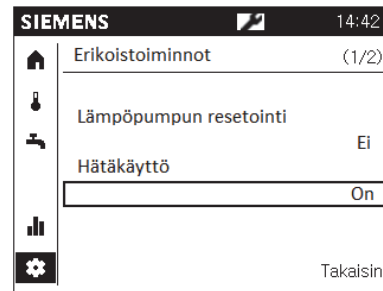 SIEMENS 14:42
Erikoistoiminnot (1/2)
Lämpöpumpun resetointi
Ei
Hätäkäyttö
On
Takaisin